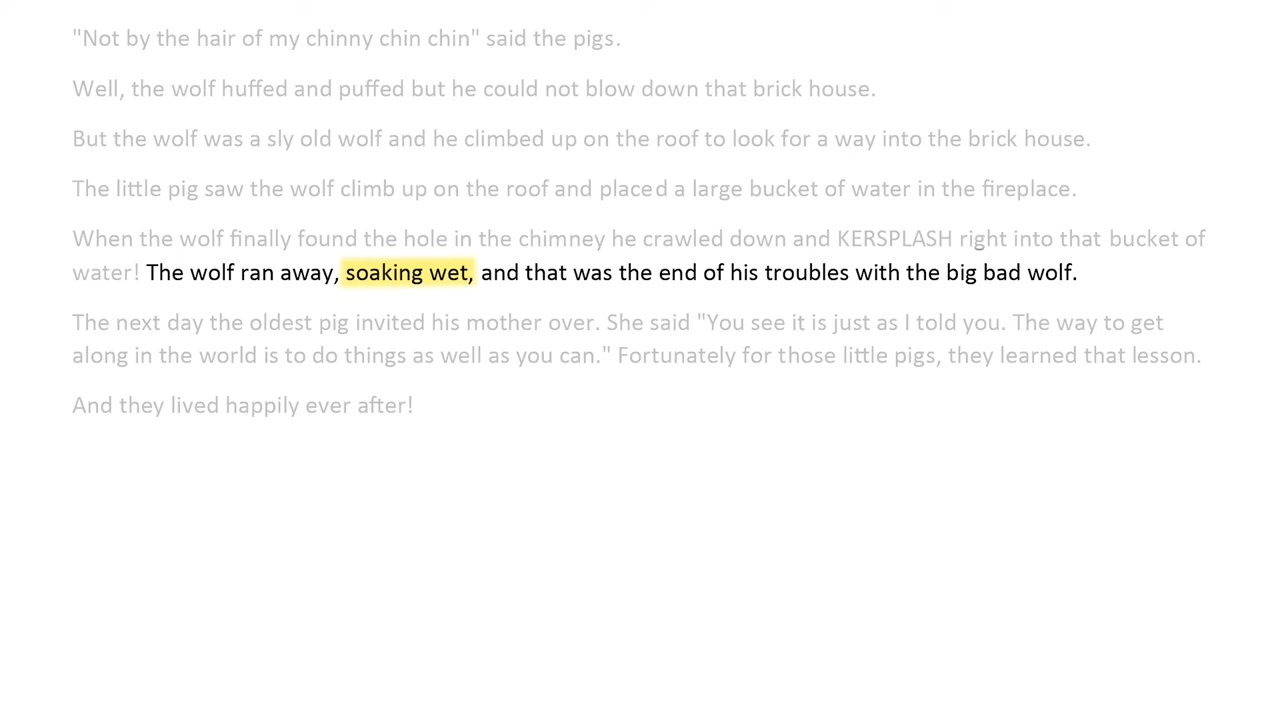 "Not by the hair of my chinny chin chin" said the pigs.
Well, the wolf huffed and puffed but he could not blow down that brick house.
But the wolf was a sly old wolf and he climbed up on the roof to look for a way into the brick house.
The little pig saw the wolf climb up on the roof and placed a large bucket of water in the fireplace.
When the wolf finally found the hole in the chimney he crawled down and KERSPLASH right into that bucket of
water! The wolf ran away, soaking wet, and that was the end of his troubles with the big bad wolf.
The next day the oldest pig invited his mother over. She said "You see it is just as I told you. The way to get
along in the world is to do things as well as you can." Fortunately for those little pigs, they learned that lesson.
And they lived happily ever after!